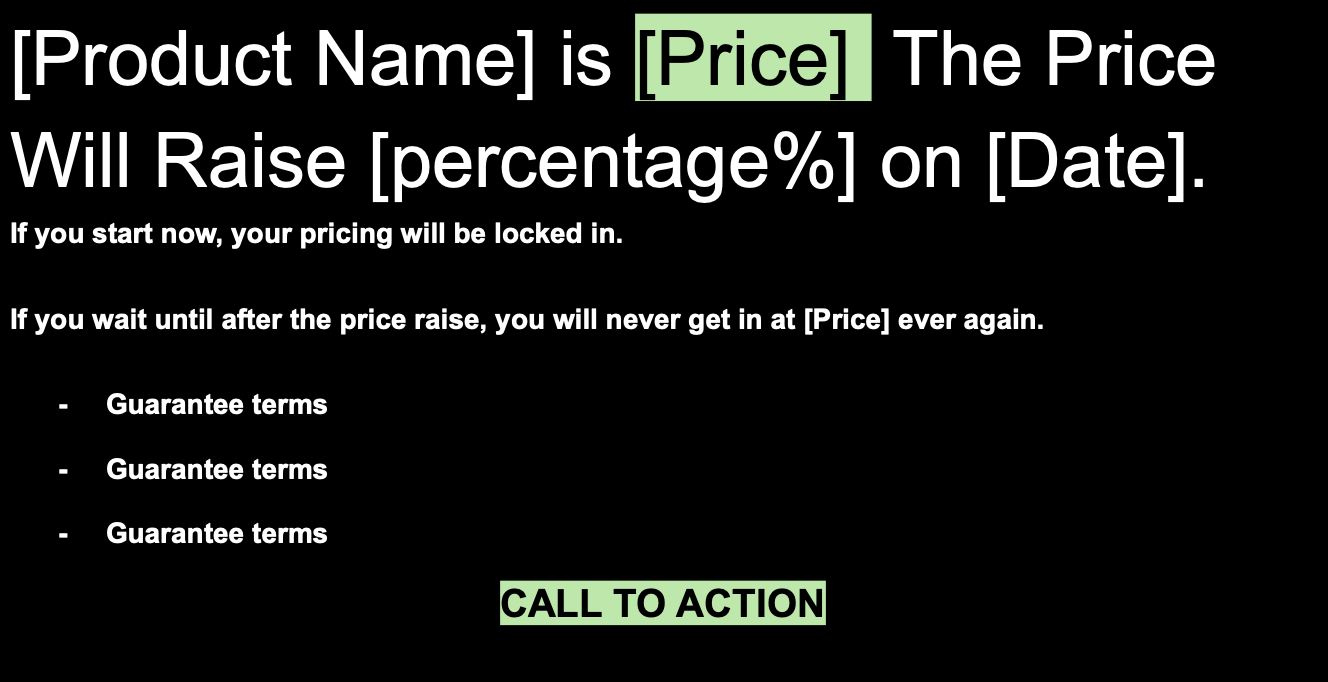 [Product Name] is [Price] The Price
Will Raise [percentage%] on [Date].
If you start now, your pricing will be locked in.
If you wait until after the price raise, you will never get in at [Price] ever again.
- Guarantee terms
- Guarantee terms
- Guarantee terms
CALL TO ACTION